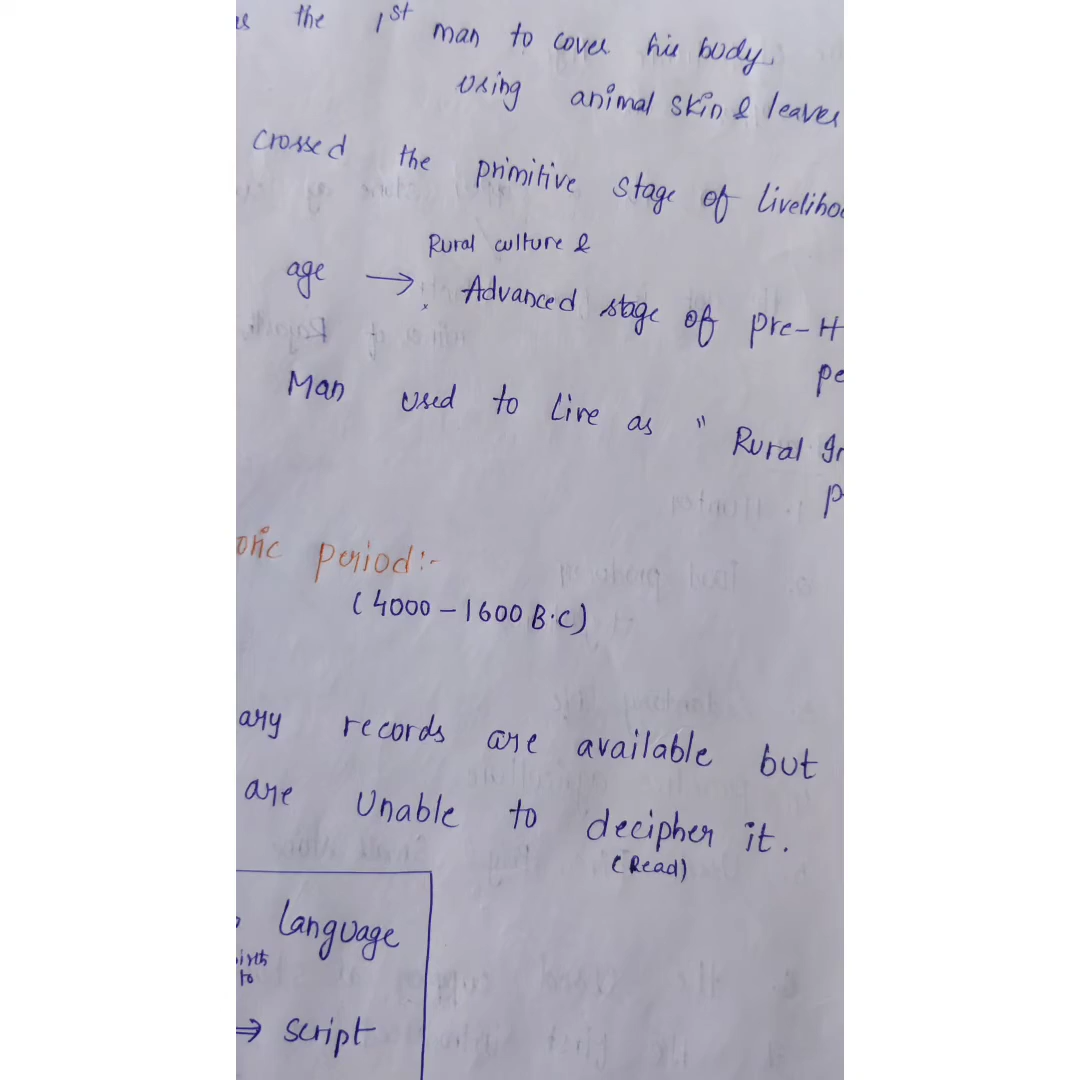 the 1st man to cover his body
using animal skin & leaves
crossed the primitive stage of
Rural culture &
age → Advanced stage of pre-H
Man used to live as " Rural
period:-
(4000 - 1600 B.C)
records are available but
are Unable to decipher it.
(Read)
language
to
⇒ script